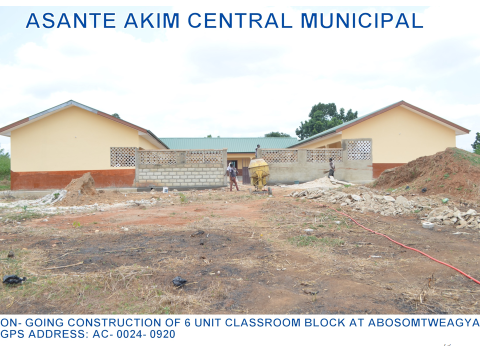 ASANTE AKIM CENTRAL MUNICIPAL
ON- GOING CONSTRUCTION OF 6 UNIT CLASSROOM BLOCK AT ABOSOMTWEAGYA
GPS ADDRESS: AC- 0024- 0920